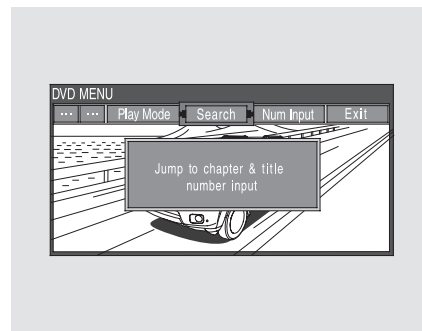 DVD MENU
... ... Play Mode Search Num Input Exit
Jump to chapter & title
number input